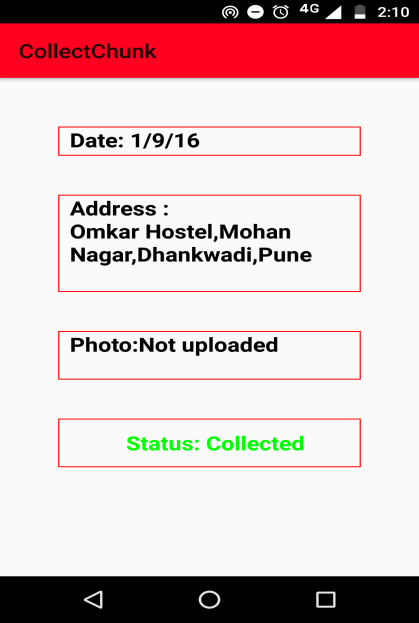 4G 2:10
CollectChunk
Date: 1/9/16
Address :
Omkar Hostel,Mohan
Nagar,Dhankwadi,Pune
Photo:Not uploaded
Status: Collected